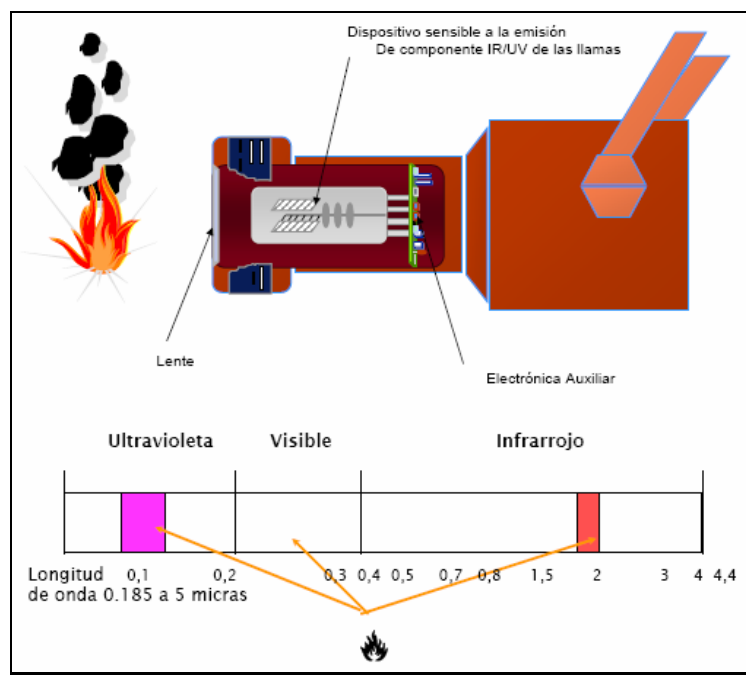 Dispositivo sensible a la emisión
De componente IR/UV de las llamas
Lente
Electrónica Auxiliar
Ultravioleta Visible Infrarrojo
Longitud 0,1 0,2 0,3 0,4 0,5 0,7 0,8 1,5 2 3 4 4,4
de onda 0.185 a 5 micras